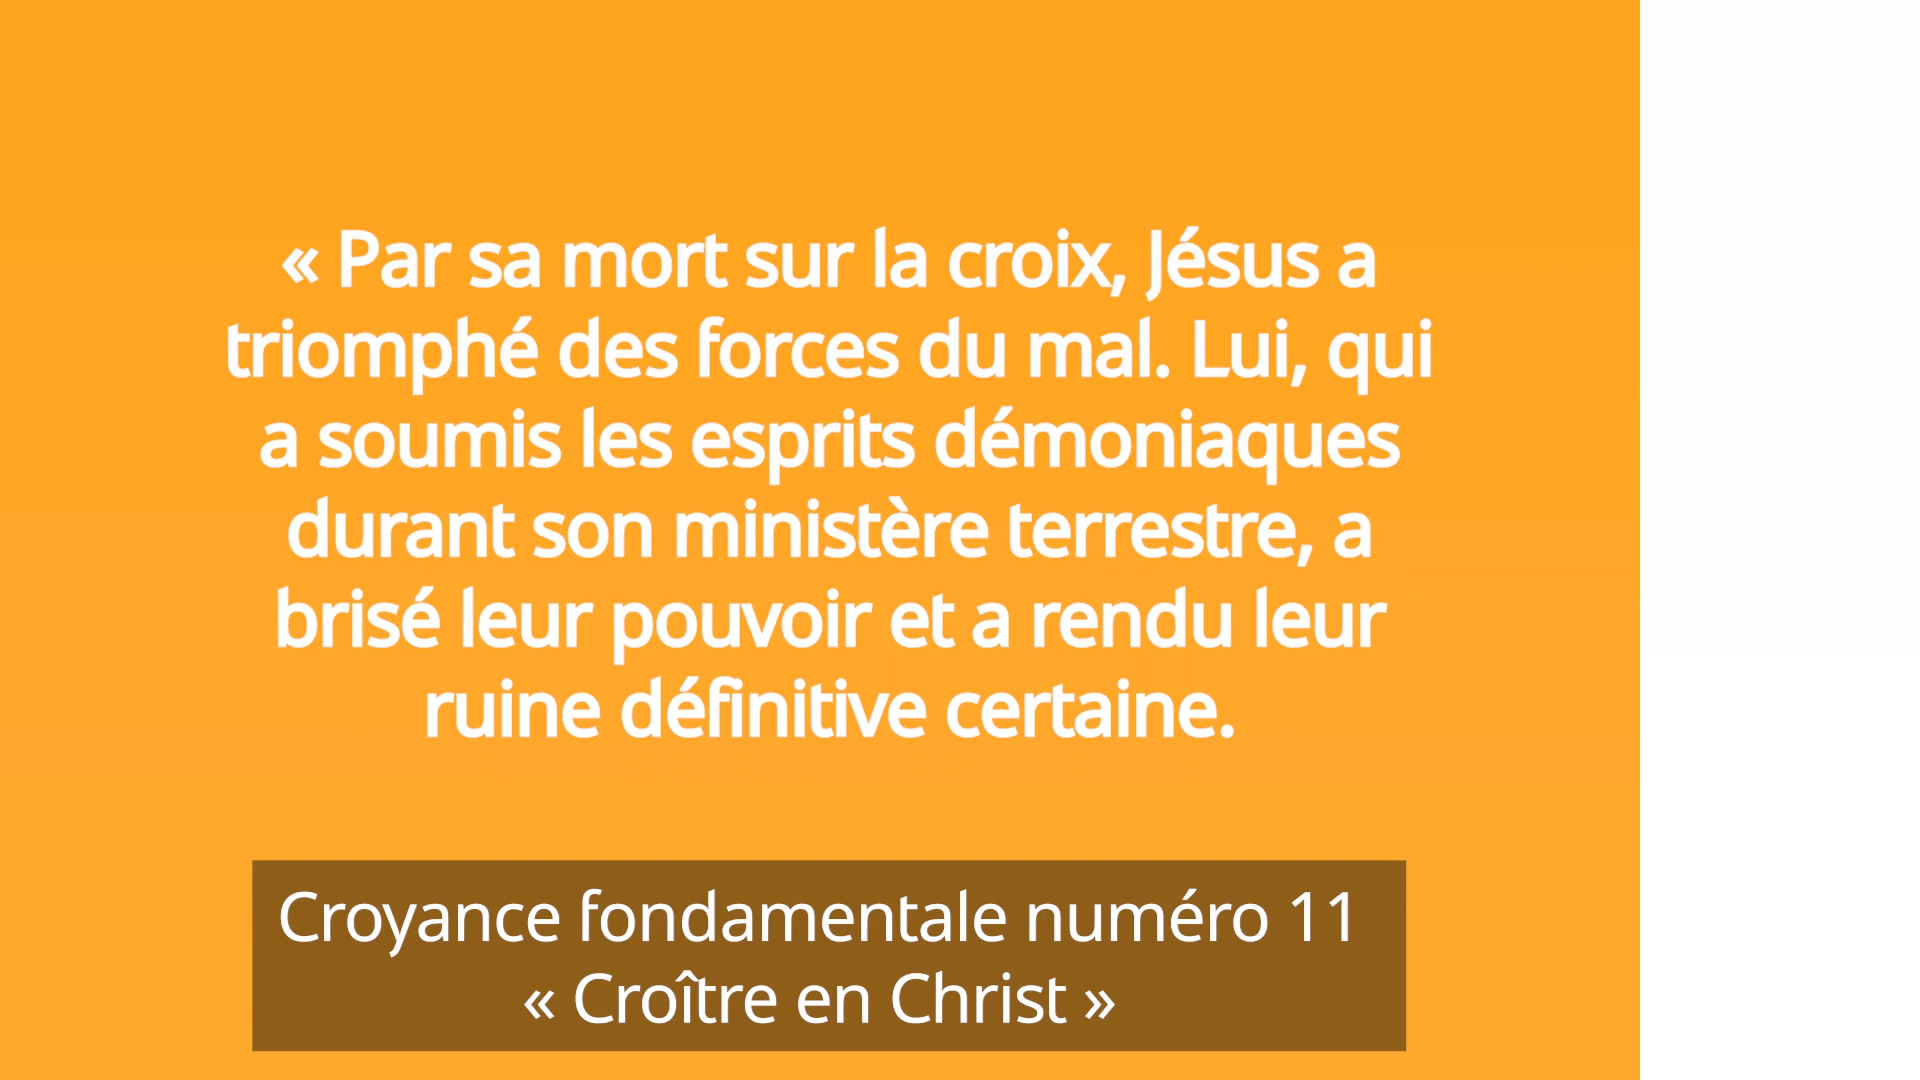 « Par sa mort sur la croix, Jésus a
triomphé des forces du mal. Lui, qui
a soumis les esprits démoniaques
durant son ministère terrestre, a
brisé leur pouvoir et a rendu leur
ruine définitive certaine.
Croyance fondamentale numéro 11
« Croître en Christ »